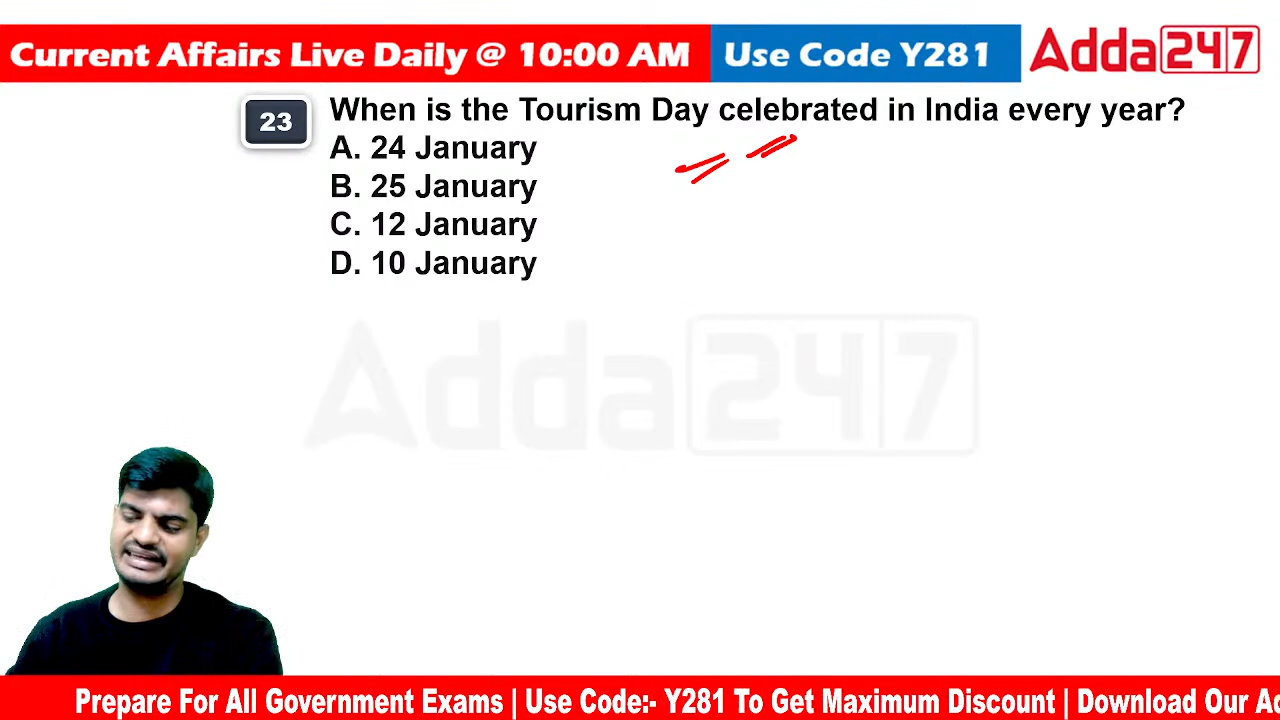 Current Affairs Live Daily @ 10:00 AM
Use Code Y281
Adda247
23
When is the Tourism Day celebrated in India every year?
A. 24 January
B. 25 January
C. 12 January
D. 10 January
Adda247
Prepare For All Government Exams | Use Code:- Y281 To Get Maximum Discount | Download Our